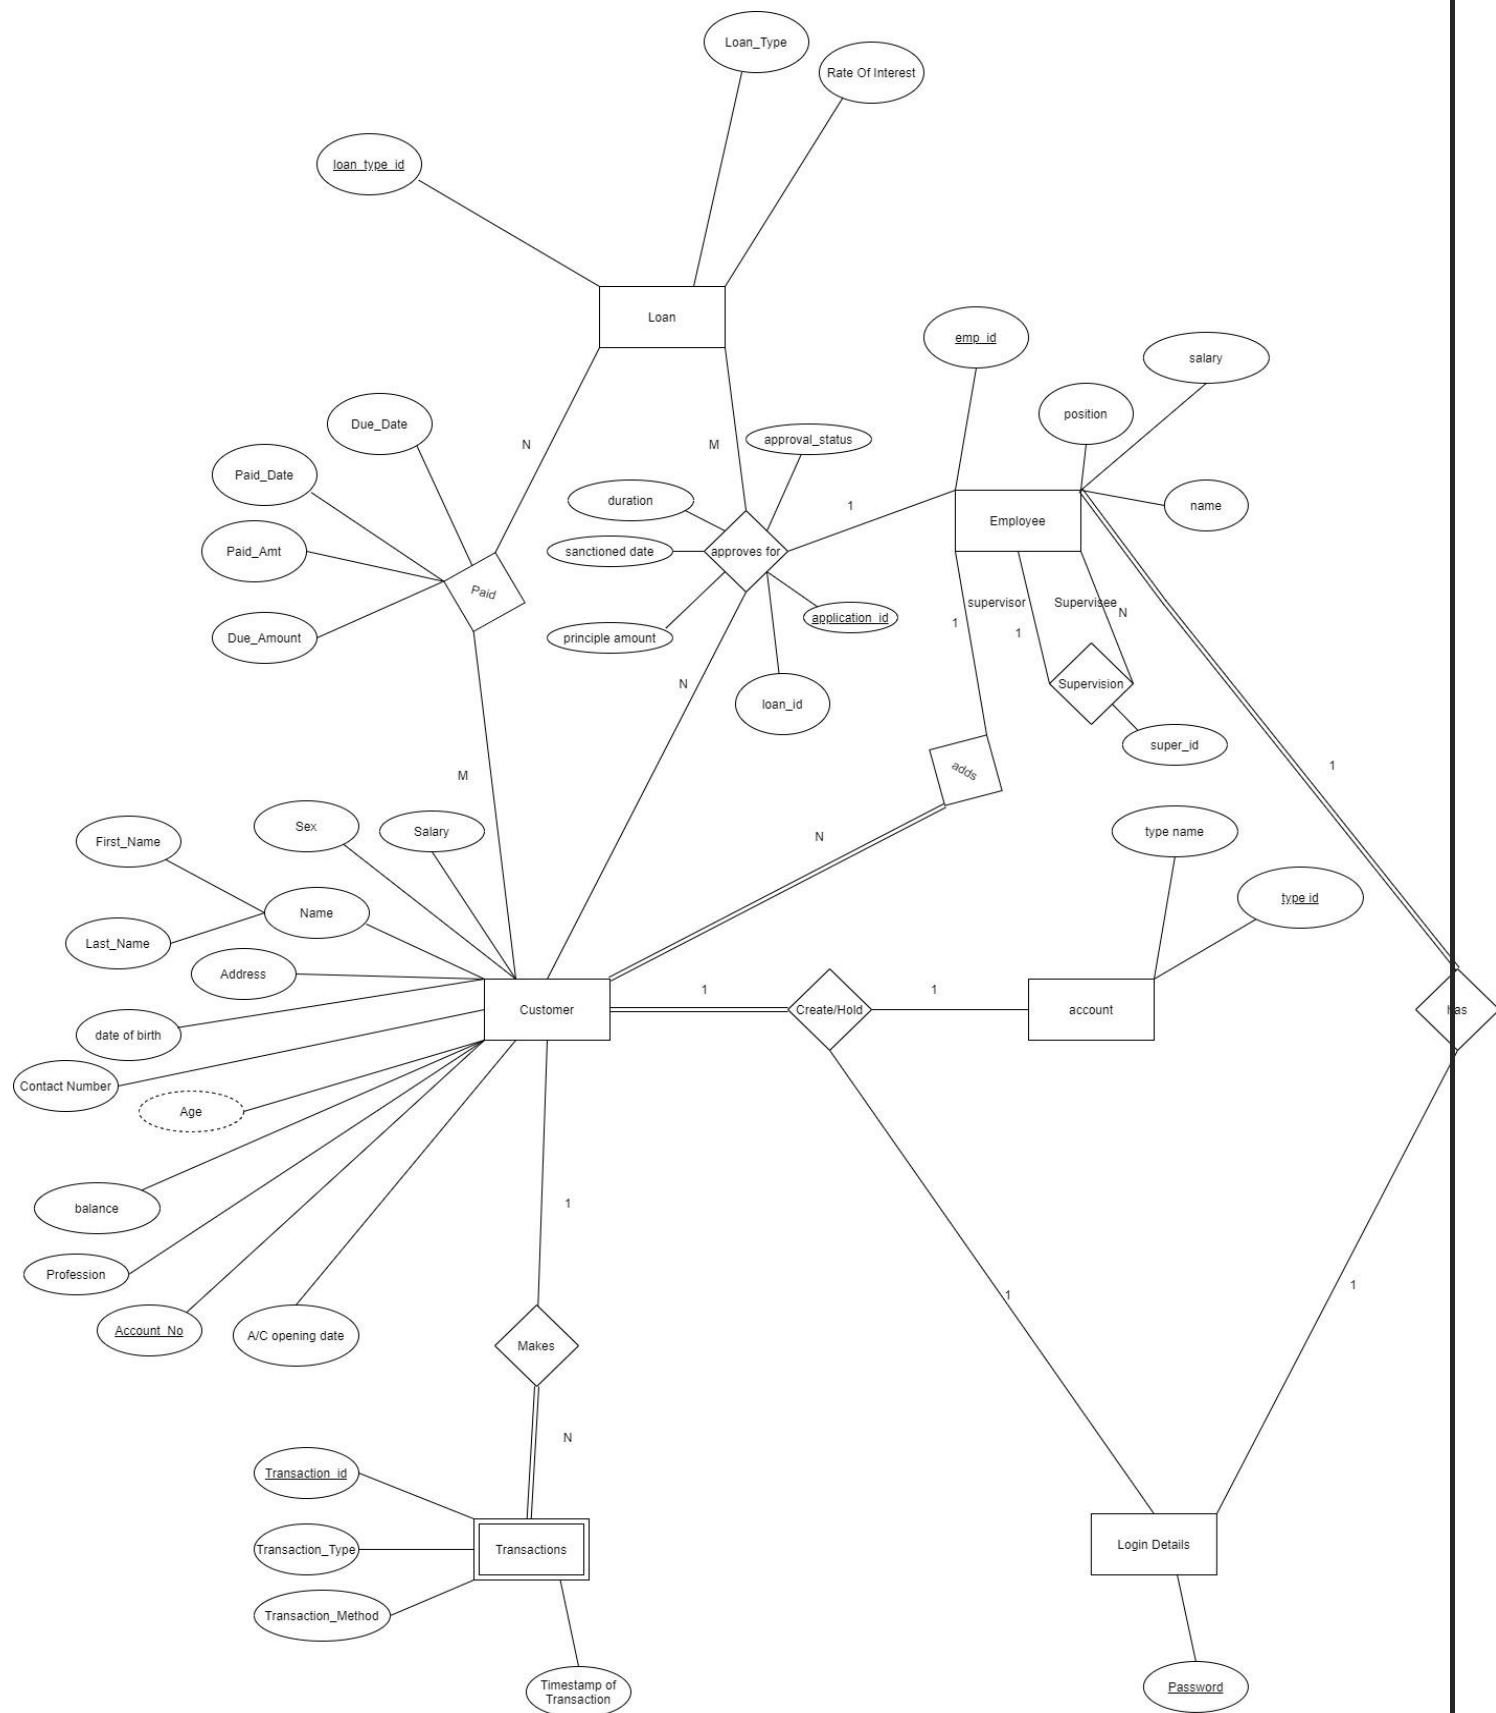 Loan_Type
Rate Of Interest
loan_type_id
Loan
emp_id
salary
position
Due_Date
approval_status
N
M
Paid_Date
duration
1
name
Employee
Paid_Amt
sanctioned date
approves for
Paid
supervisor
Supervisee
N
application_id
1
1
Due_Amount
principle amount
N
Supervision
loan_id
super_id
adds
1
M
Sex
Salary
N
type name
First_Name
type id
Name
Last_Name
Address
1
1
Customer
Create/Hold
account
has
date of birth
Contact Number
Age
1
balance
Profession
1
1
Account_No
A/C opening date
Makes
N
Transaction_id
Transaction_Type
Transactions
Login Details
Transaction_Method
Timestamp of
Transaction
Password